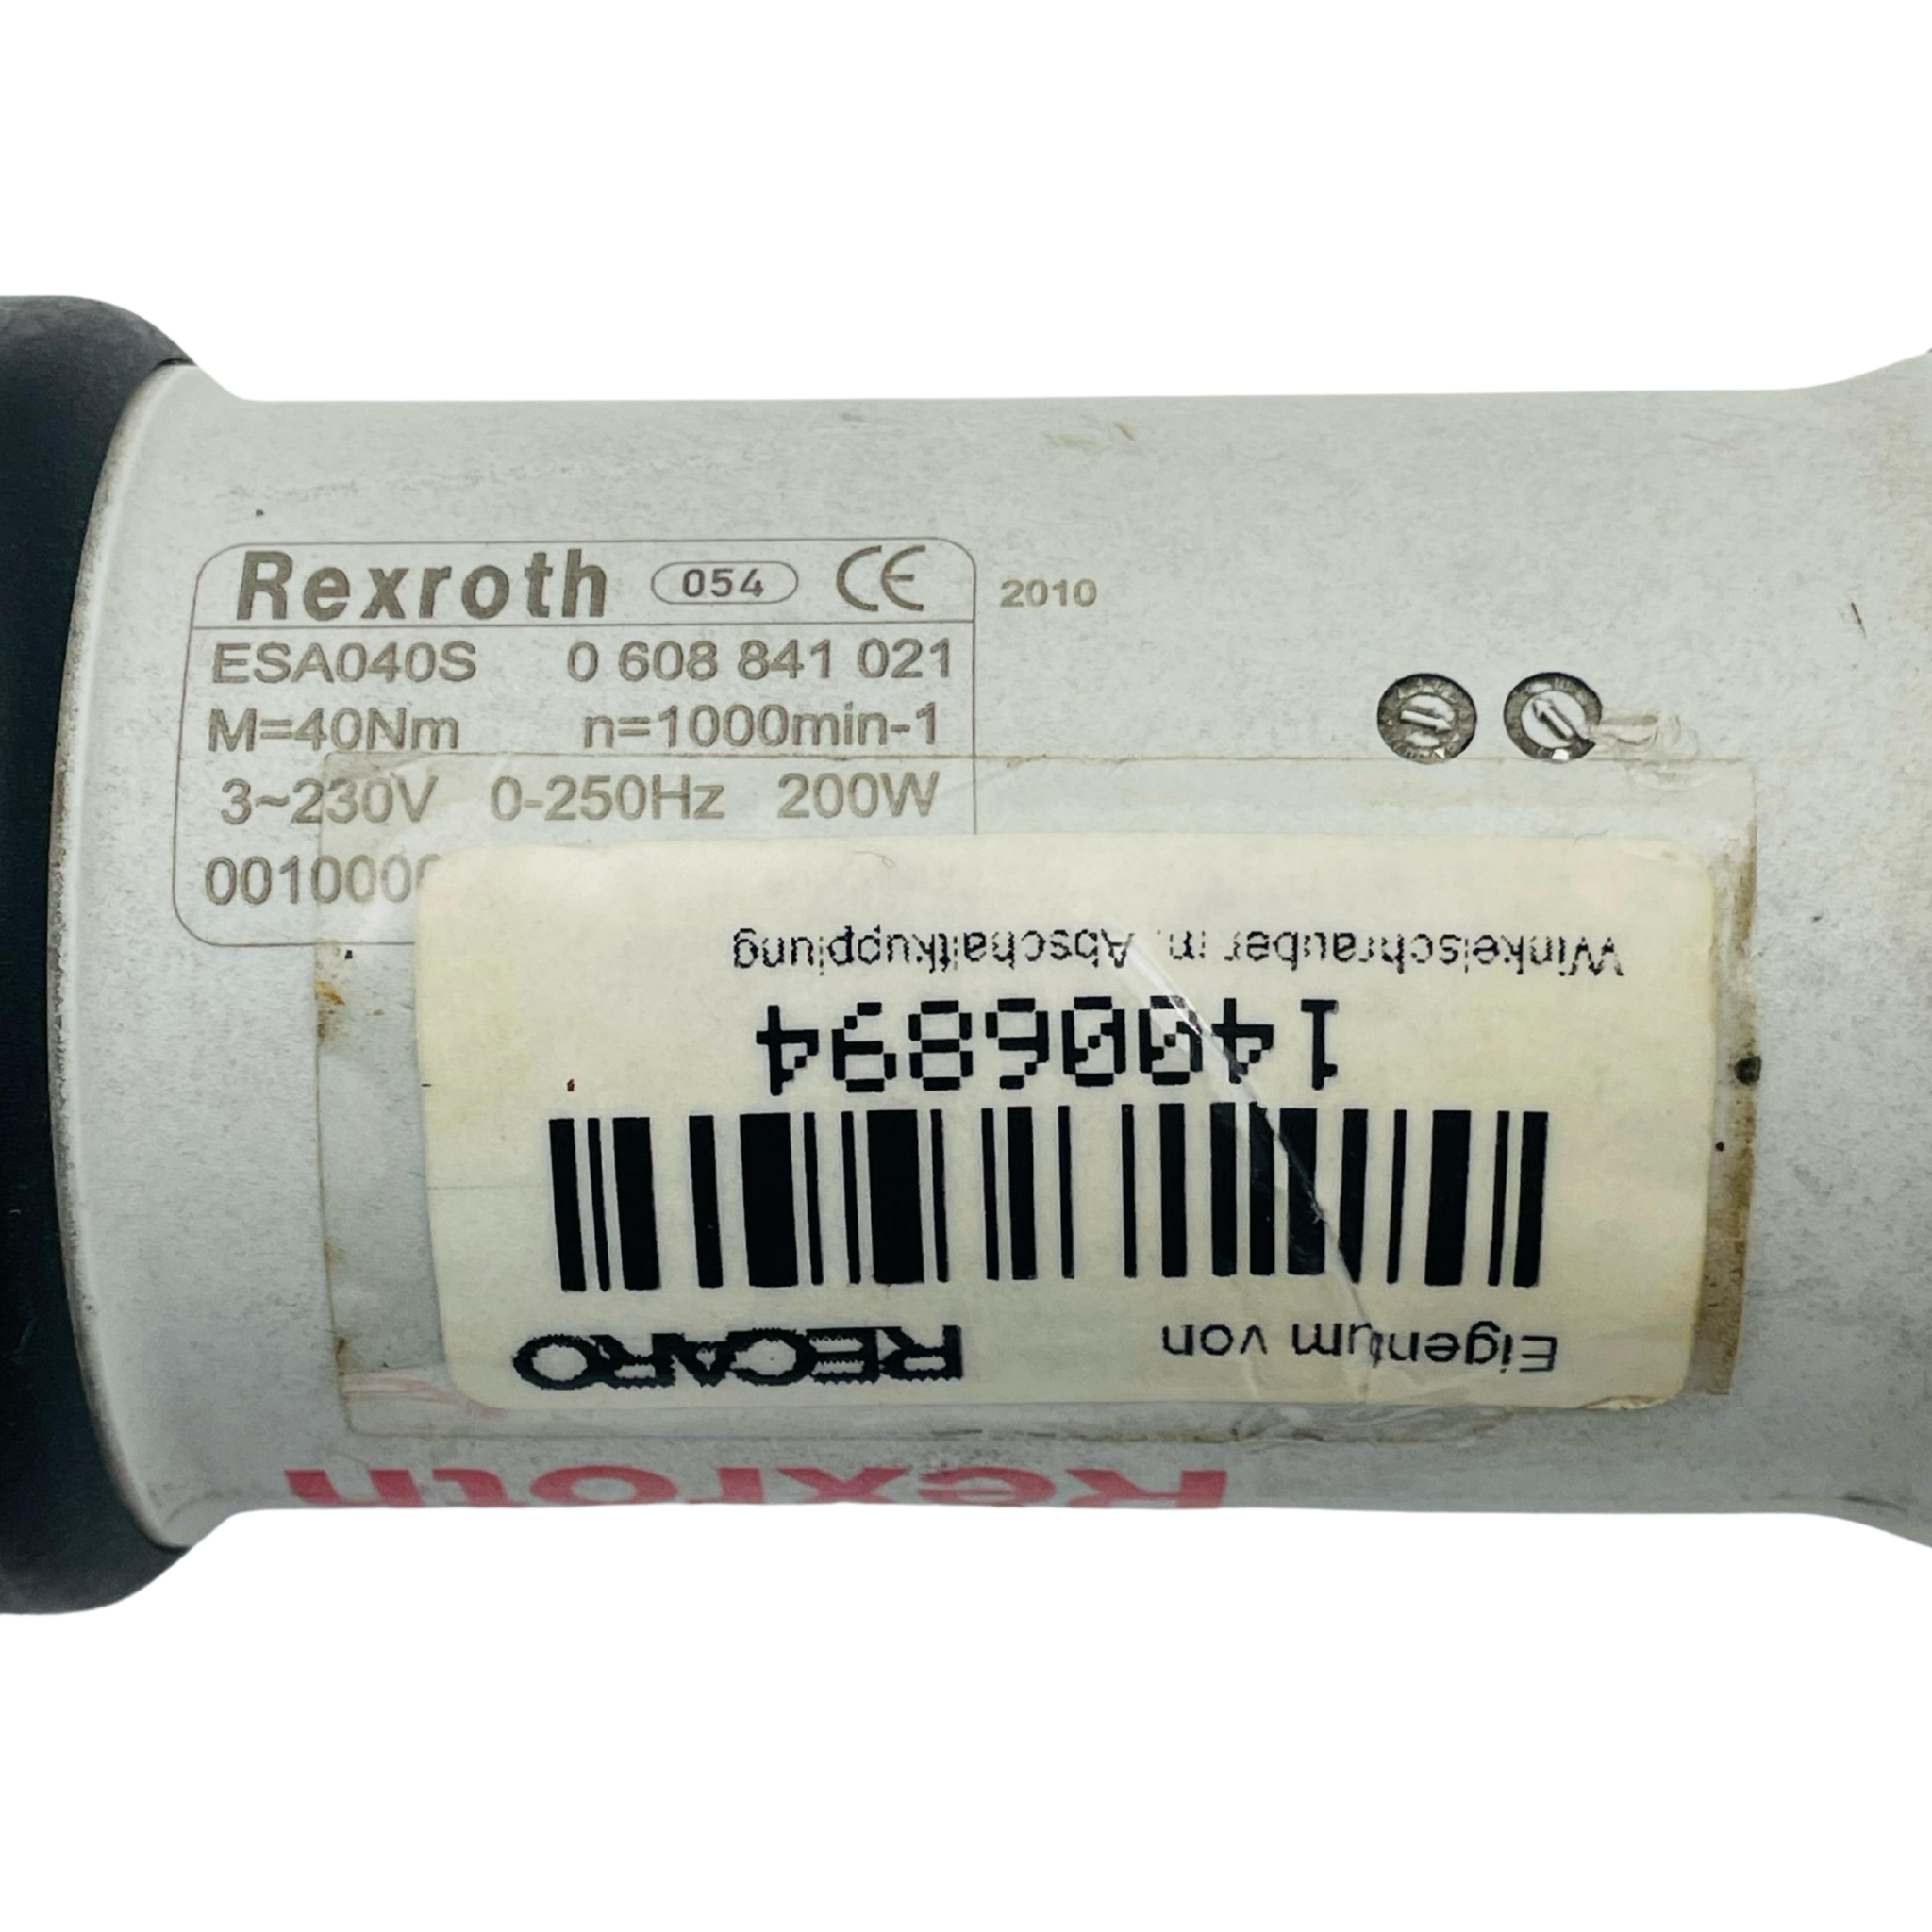 Rexroth 054 CE 2010
ESA040S 0 608 841 021
M=40Nm n=1000min-1
3~230V 0-250Hz 200W
Eigentum von RECARO
14006894
Winkelschrauber m. Abschaltkupplung
Rexroth